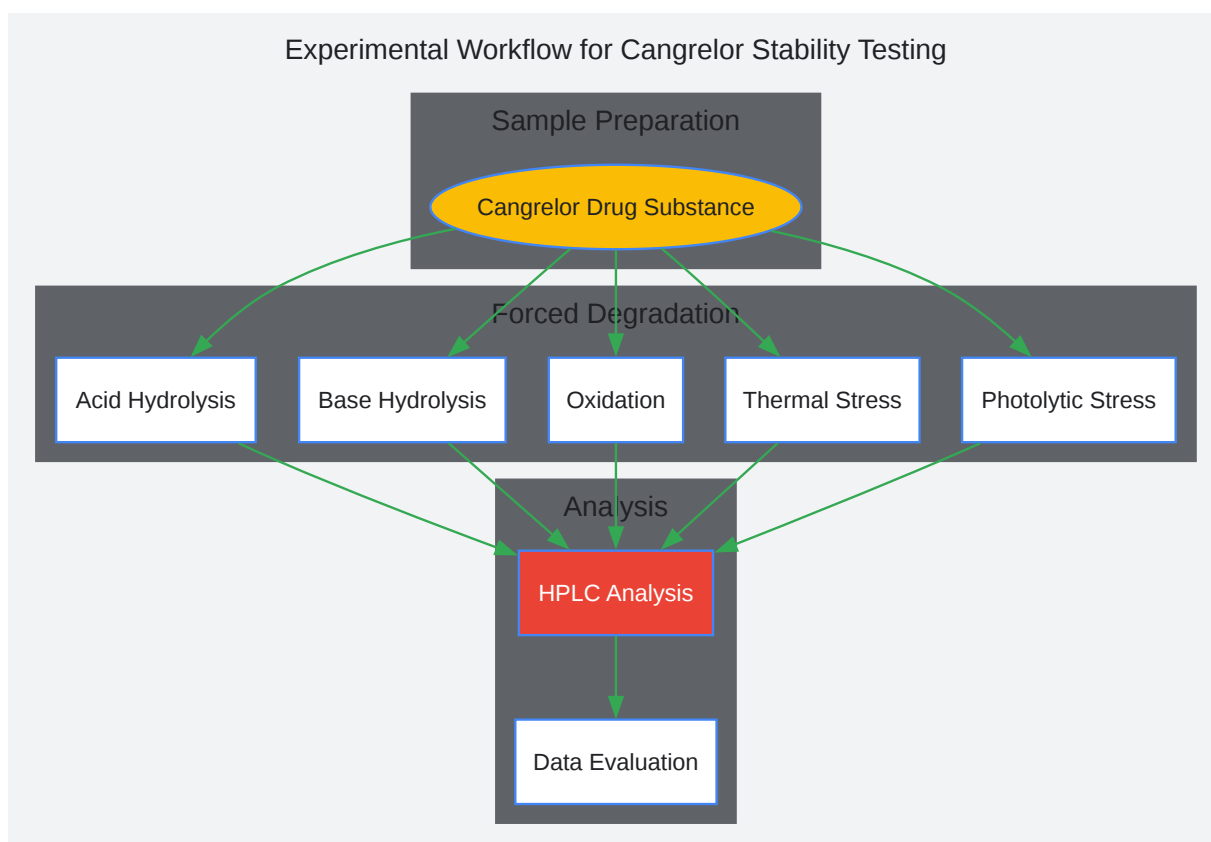 Experimental Workflow for Cangrelor Stability Testing
Sample Preparation
Cangrelor Drug Substance
Forced Degradation
Acid Hydrolysis
Base Hydrolysis
Oxidation
Thermal Stress
Photolytic Stress
Analysis
HPLC Analysis
Data Evaluation